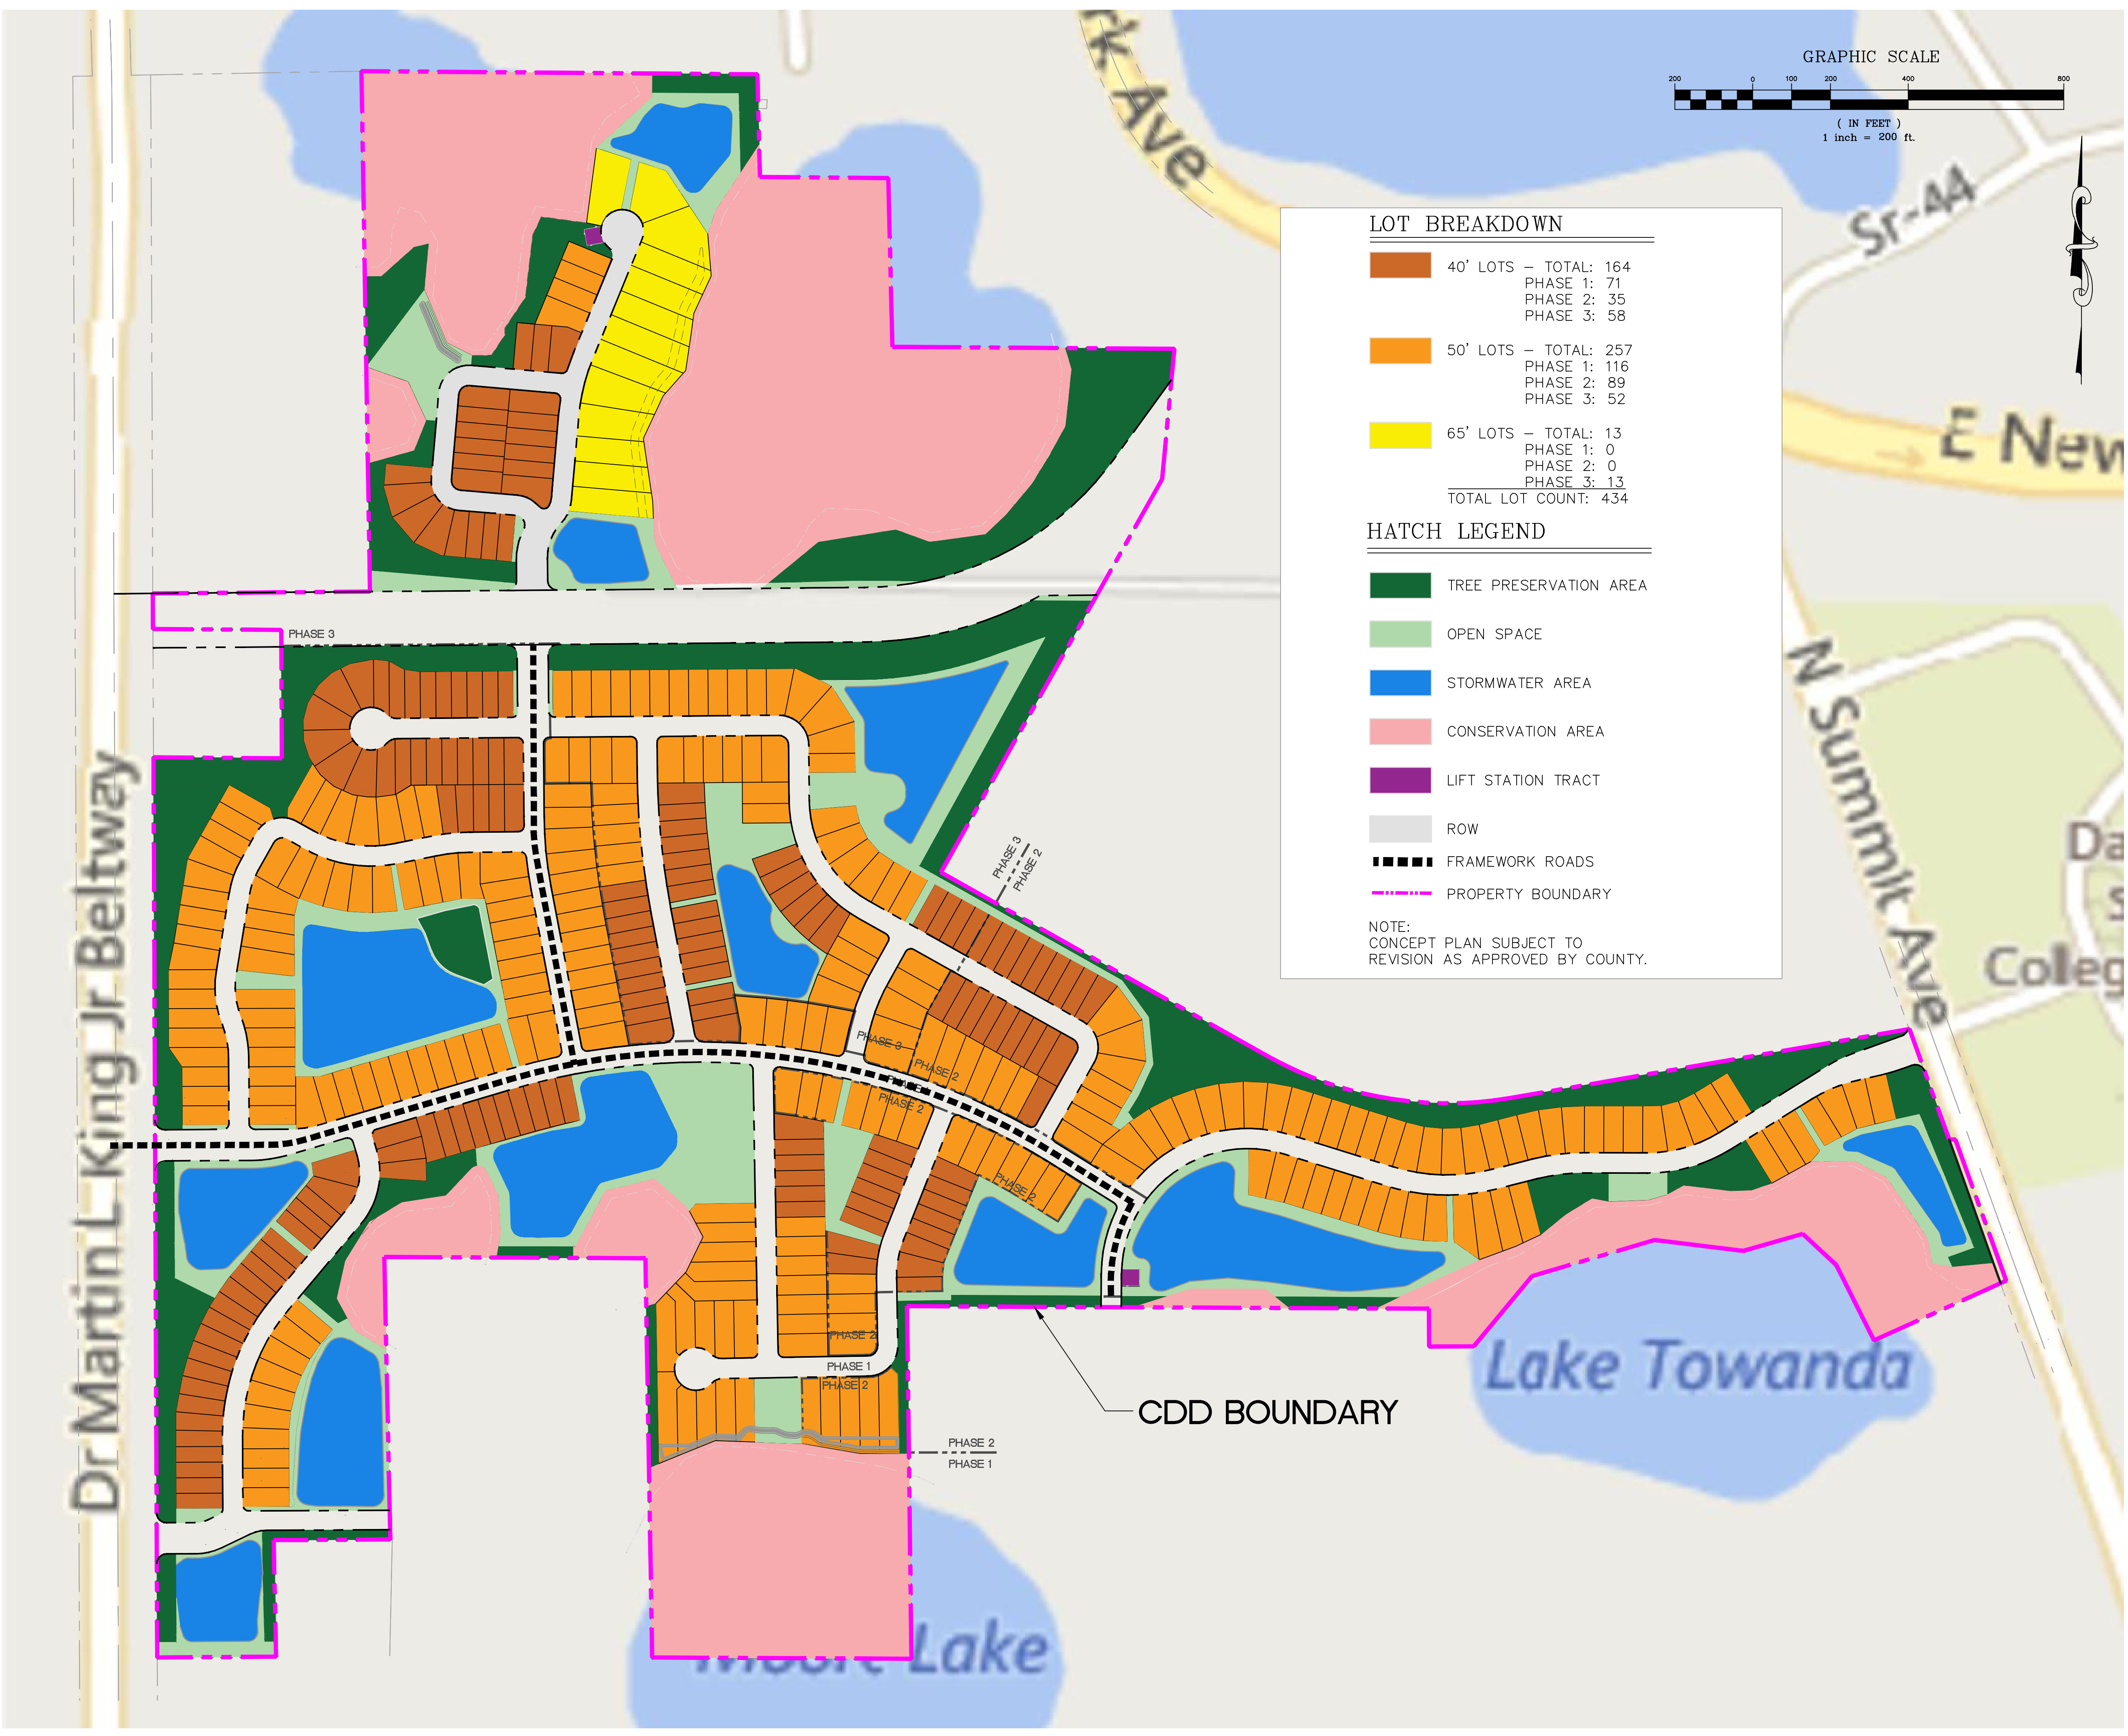 GRAPHIC SCALE
200 0 100 200 400 800
( IN FEET )
1 inch = 200 ft.
rk Ave
Sr-44
LOT BREAKDOWN
40' LOTS – TOTAL: 164
PHASE 1: 71
PHASE 2: 35
PHASE 3: 58
50' LOTS – TOTAL: 257
PHASE 1: 116
PHASE 2: 89
PHASE 3: 52
65' LOTS – TOTAL: 13
PHASE 1: 0
PHASE 2: 0
PHASE 3: 13
TOTAL LOT COUNT: 434
HATCH LEGEND
TREE PRESERVATION AREA
OPEN SPACE
STORMWATER AREA
CONSERVATION AREA
LIFT STATION TRACT
ROW
FRAMEWORK ROADS
PROPERTY BOUNDARY
NOTE:
CONCEPT PLAN SUBJECT TO
REVISION AS APPROVED BY COUNTY.
E New
N Summit Ave
Da
S
Colleg
Dr Martin L King Jr Beltway
PHASE 3
PHASE 3
PHASE 2
PHASE 3
PHASE 2
PHASE 2
PHASE 2
PHASE 2
PHASE 1
PHASE 2
PHASE 2
PHASE 1
CDD BOUNDARY
Lake Towanda
Moore Lake